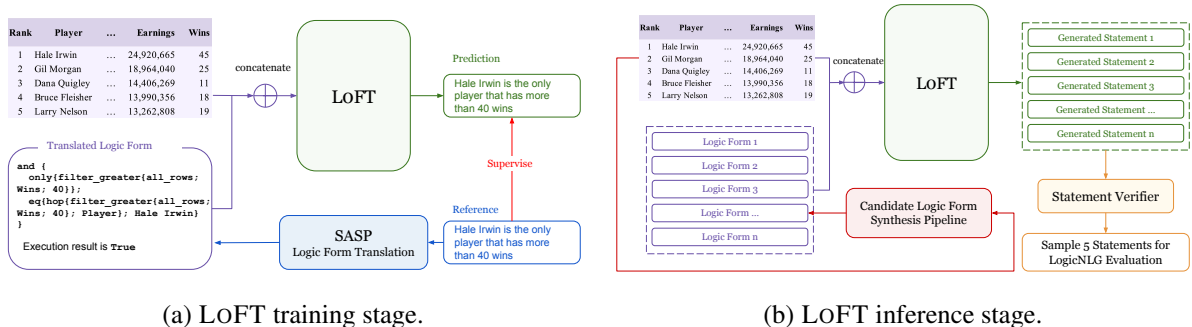 Rank Player ... Earnings Wins
1 Hale Irwin ... 24,920,665 45
2 Gil Morgan ... 18,964,040 25
3 Dana Quigley ... 14,406,269 11
4 Bruce Fleisher ... 13,990,356 18
5 Larry Nelson ... 13,262,808 19
concatenate
LOFT
Prediction
Hale Irwin is the only
player that has more
than 40 wins
Supervise
Translated Logic Form
and {
only{filter_greater{all_rows;
Wins; 40}};
eq{hop{filter_greater{all_rows;
Wins; 40}; Player}; Hale Irwin}
}
Execution result is True
SASP
Logic Form Translation
Reference
Hale Irwin is the only
player that has more
than 40 wins
(a) LOFT training stage.
Rank Player ... Earnings Wins
1 Hale Irwin ... 24,920,665 45
2 Gil Morgan ... 18,964,040 25
3 Dana Quigley ... 14,406,269 11
4 Bruce Fleisher ... 13,990,356 18
5 Larry Nelson ... 13,262,808 19
concatenate
LOFT
Logic Form 1
Logic Form 2
Logic Form 3
Logic Form ...
Logic Form n
Candidate Logic Form
Synthesis Pipeline
Generated Statement 1
Generated Statement 2
Generated Statement 3
Generated Statement ...
Generated Statement n
Statement Verifier
Sample 5 Statements for
LogicNLG Evaluation
(b) LOFT inference stage.